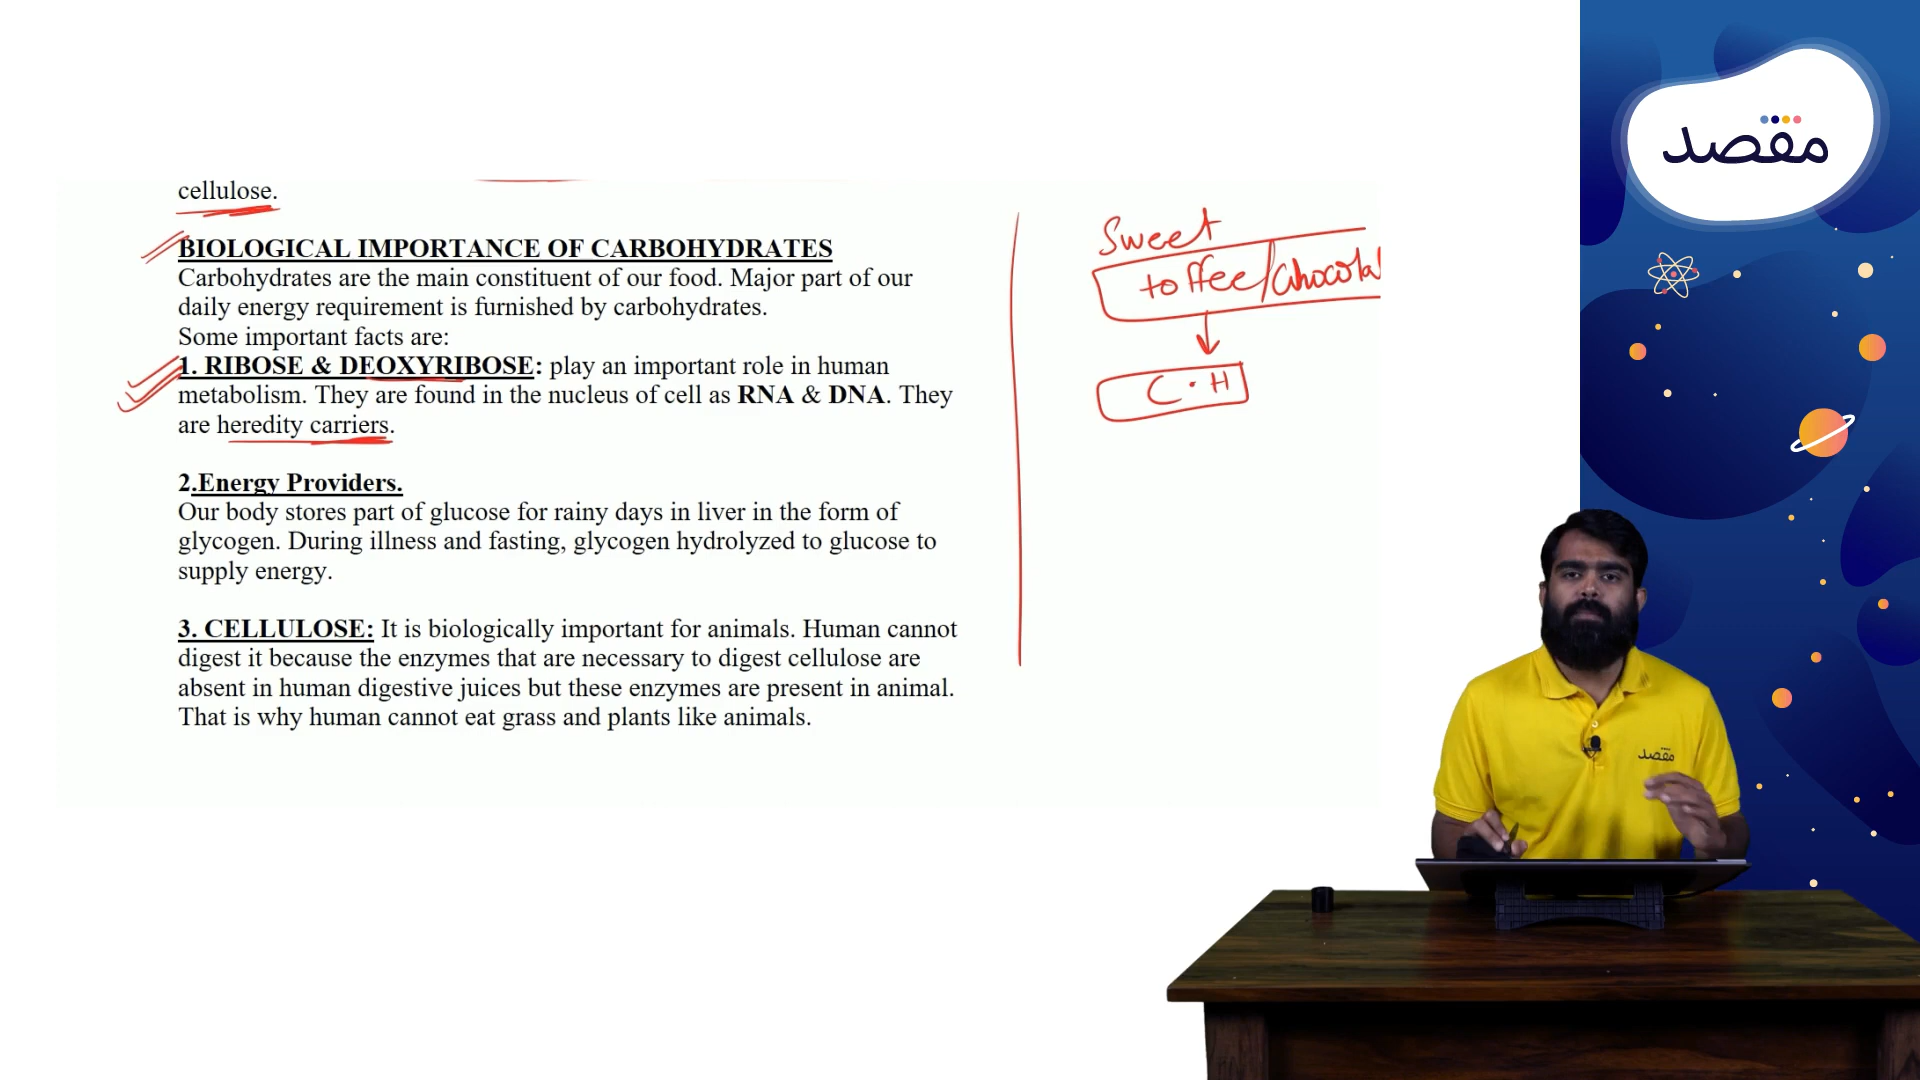 cellulose.
BIOLOGICAL IMPORTANCE OF CARBOHYDRATES
Carbohydrates are the main constituent of our food. Major part of our
daily energy requirement is furnished by carbohydrates.
Some important facts are:
1. RIBOSE & DEOXYRIBOSE: play an important role in human
metabolism. They are found in the nucleus of cell as RNA & DNA. They
are heredity carriers.
2.Energy Providers.
Our body stores part of glucose for rainy days in liver in the form of
glycogen. During illness and fasting, glycogen hydrolyzed to glucose to
supply energy.
3. CELLULOSE: It is biologically important for animals. Human cannot
digest it because the enzymes that are necessary to digest cellulose are
absent in human digestive juices but these enzymes are present in animal.
That is why human cannot eat grass and plants like animals.
Sweet
toffee/chocola
C.H
مقصد
مقصد